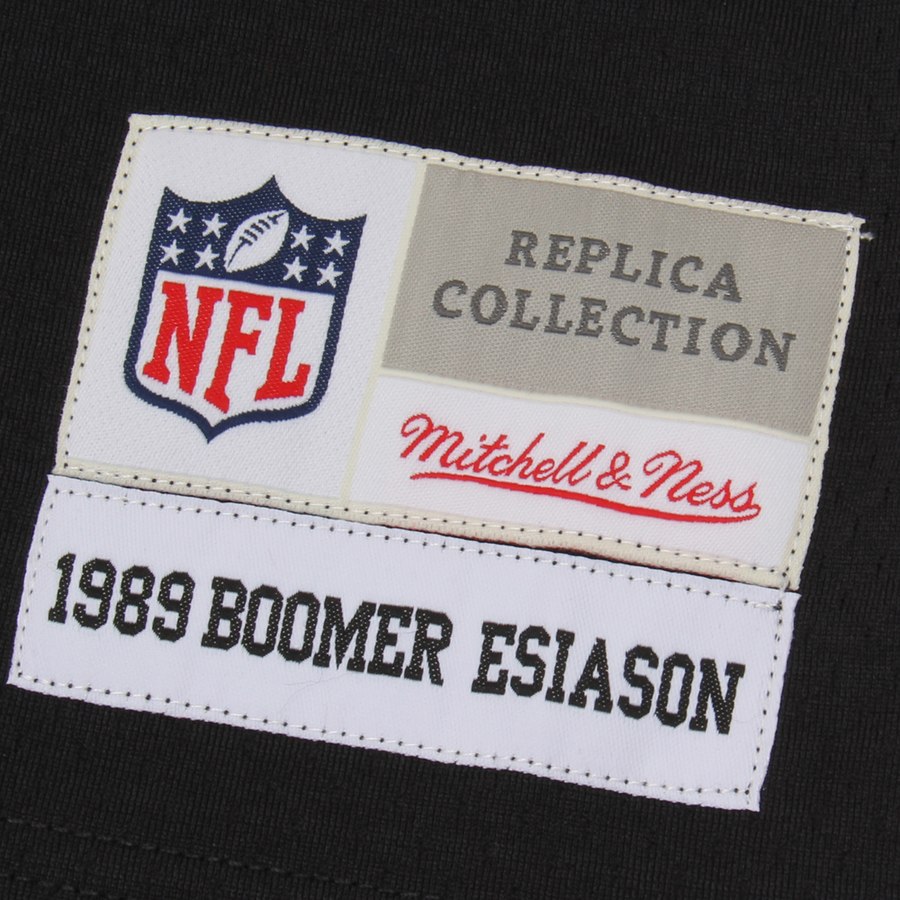 NFL
REPLICA
COLLECTION
Mitchell & Ness
1989 BOOMER ESIASON